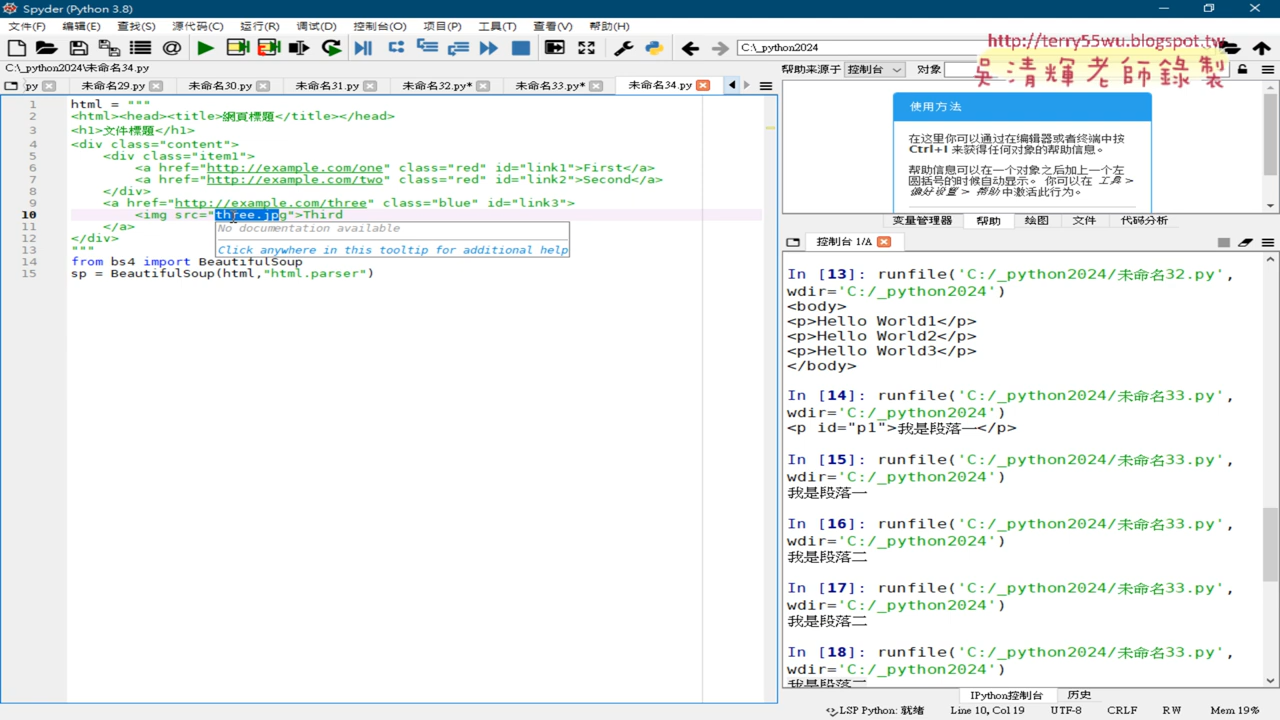 Spyder (Python 3.8)
文件(F) 编辑(E) 查找(S) 源代码(C) 运行(R) 调试(D) 控制台(O) 项目(P) 工具(T) 查看(V) 帮助(H)
C:\_python2024
http://terry55wu.blogspot.tw
吳清輝老師錄製
C:\_python2024\未命名34.py
帮助来源于 控制台 对象
.py 未命名29.py 未命名30.py 未命名31.py 未命名32.py* 未命名33.py* 未命名34.py
1 html = """
2 <html><head><title>網頁標題</title></head>
3 <h1>文件標題</h1>
4 <div class="content">
5 <div class="item1">
6 <a href="http://example.com/one" class="red" id="link1">First</a>
7 <a href="http://example.com/two" class="red" id="link2">Second</a>
8 </div>
9 <a href="http://example.com/three" class="blue" id="link3">
10 <img src="three.jpg">Third
11 </a>
12 </div>
13 """
14 from bs4 import BeautifulSoup
15 sp = BeautifulSoup(html,"html.parser")
No documentation available
Click anywhere in this tooltip for additional help
使用方法
在这里你可以通过在编辑器或者终端中按
Ctrl+I 来获得任何对象的帮助信息。
帮助信息可以在一个对象之后加上一个左
圆括号的时候自动显示。 你可以在 工具 >
偏好设置 > 帮助 中激活此行为。
变量管理器 帮助 绘图 文件 代码分析
控制台 1/A
In [13]: runfile('C:/_python2024/未命名32.py',
wdir='C:/_python2024')
<body>
<p>Hello World1</p>
<p>Hello World2</p>
<p>Hello World3</p>
</body>
In [14]: runfile('C:/_python2024/未命名33.py',
wdir='C:/_python2024')
<p id="p1">我是段落一</p>
In [15]: runfile('C:/_python2024/未命名33.py',
wdir='C:/_python2024')
我是段落一
In [16]: runfile('C:/_python2024/未命名33.py',
wdir='C:/_python2024')
我是段落二
In [17]: runfile('C:/_python2024/未命名33.py',
wdir='C:/_python2024')
我是段落二
In [18]: runfile('C:/_python2024/未命名33.py',
wdir='C:/_python2024')
我是段落二
IPython控制台 历史
LSP Python: 就绪 Line 10, Col 19 UTF-8 CRLF RW Mem 19%